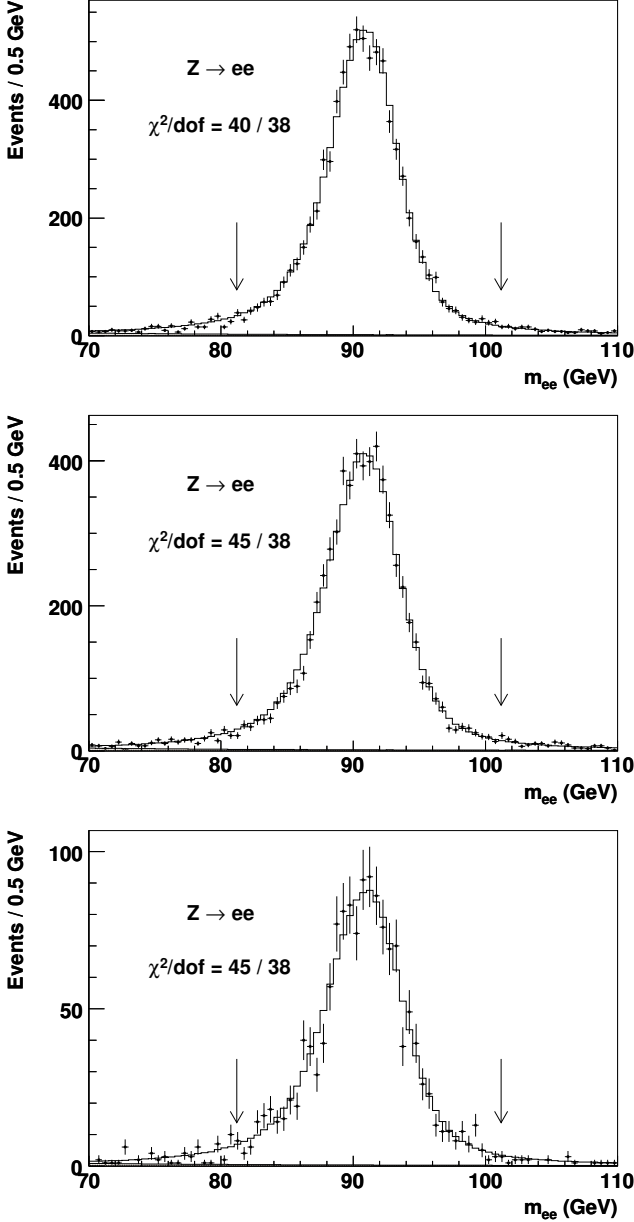 Events / 0.5 GeV
400
200
0
Z → ee
χ²/dof = 40 / 38
70 80 90 100 110
m_ee (GeV)
Events / 0.5 GeV
400
200
0
Z → ee
χ²/dof = 45 / 38
70 80 90 100 110
m_ee (GeV)
Events / 0.5 GeV
100
50
0
Z → ee
χ²/dof = 45 / 38
70 80 90 100 110
m_ee (GeV)